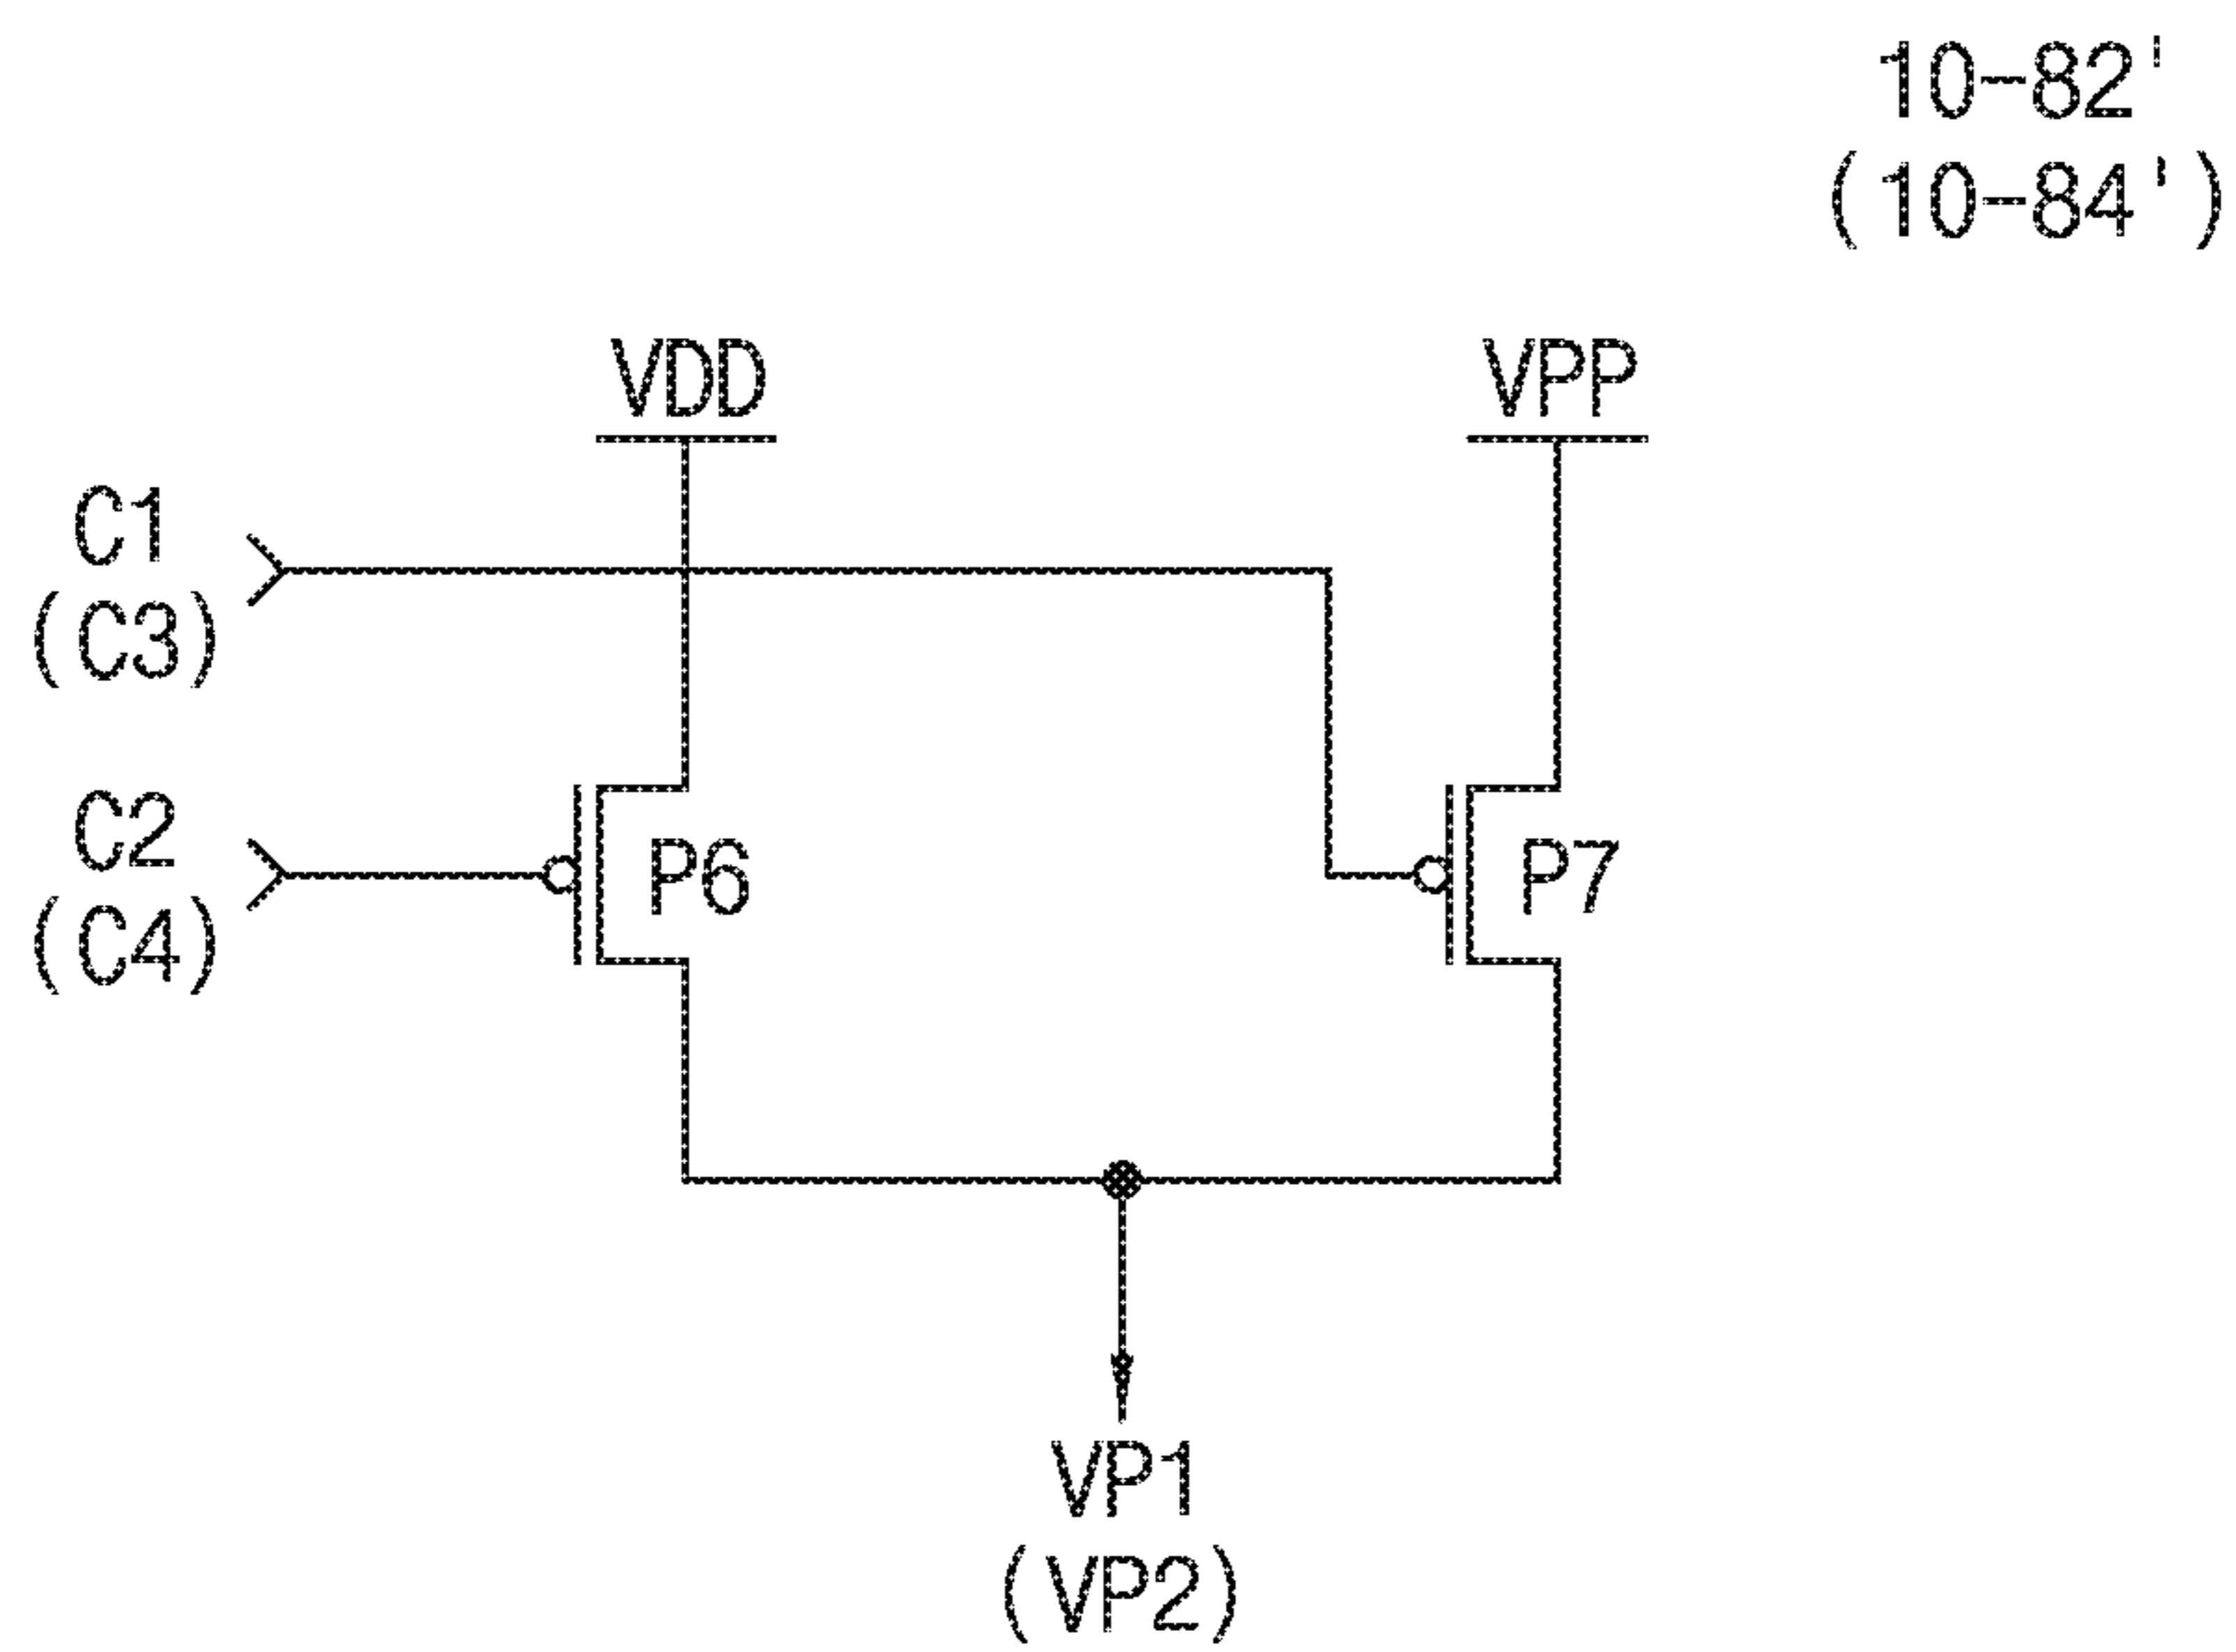 10-82'
(10-84')
VDD
VPP
C1
(C3)
C2
(C4)
P6
P7
VP1
(VP2)